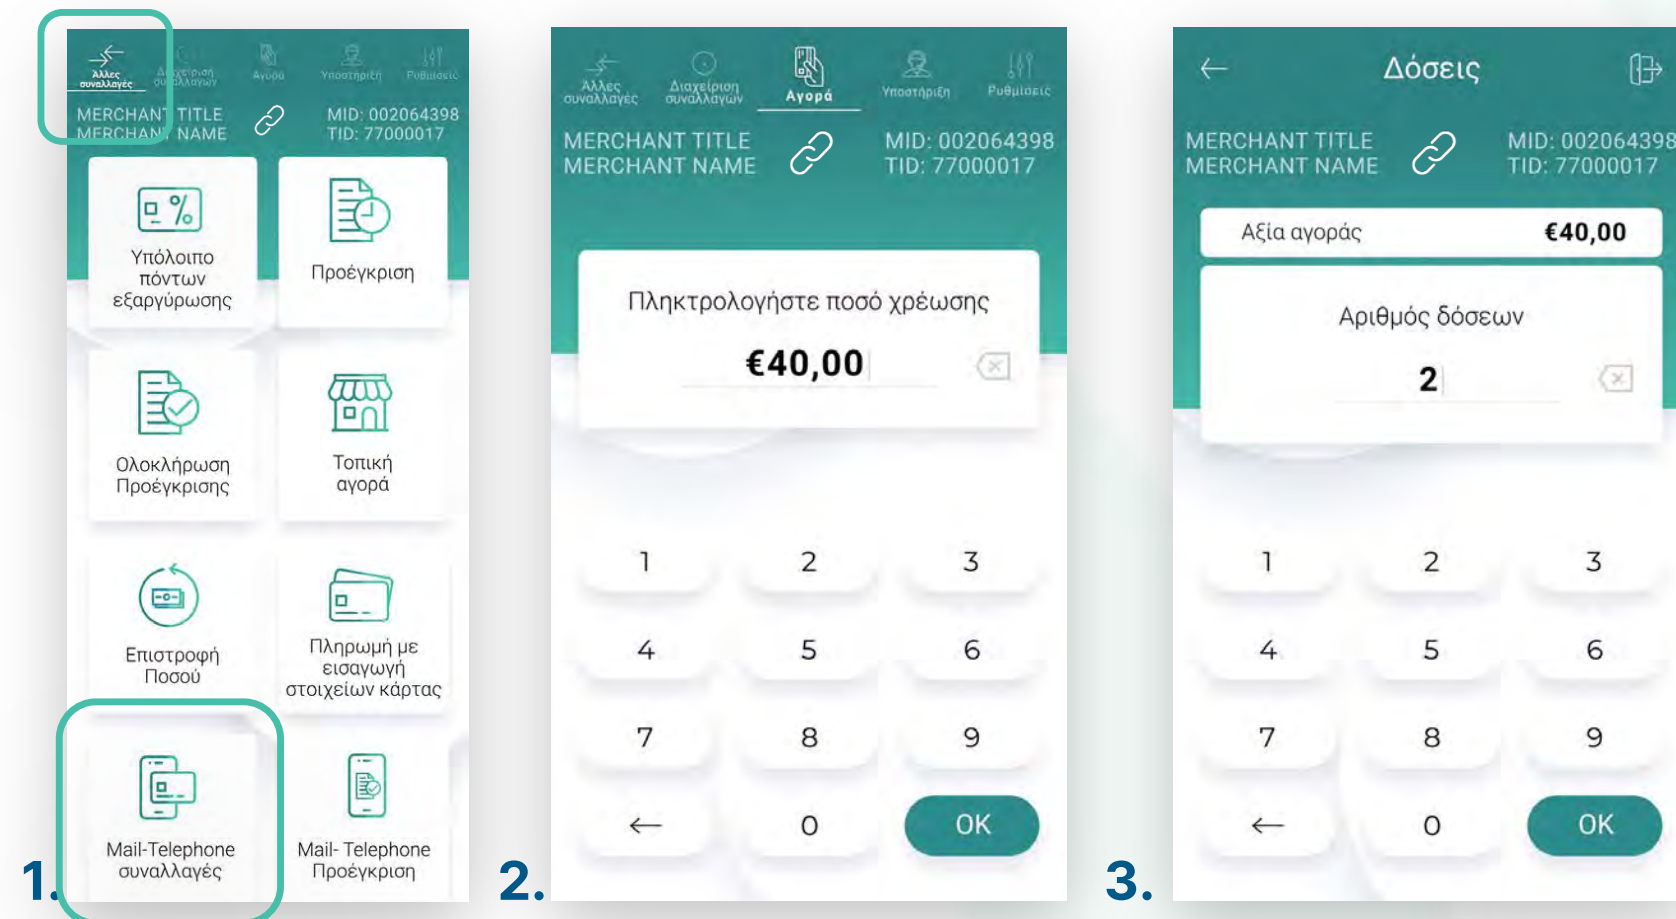 Άλλες
συναλλαγές
Διαχείριση
συναλλαγών
Αγορά
Υποστήριξη
Ρυθμίσεις
MERCHANT TITLE
MERCHANT NAME
MID: 002064398
TID: 77000017
Υπόλοιπο
πόντων
εξαργύρωσης
Προέγκριση
Ολοκλήρωση
Προέγκρισης
Τοπική
αγορά
Επιστροφή
Ποσού
Πληρωμή με
εισαγωγή
στοιχείων κάρτας
Mail-Telephone
συναλλαγές
Mail- Telephone
Προέγκριση
1.
Άλλες
συναλλαγές
Διαχείριση
συναλλαγών
Αγορά
Υποστήριξη
Ρυθμίσεις
MERCHANT TITLE
MERCHANT NAME
MID: 002064398
TID: 77000017
Πληκτρολογήστε ποσό χρέωσης
€40,00
1 2 3
4 5 6
7 8 9
← 0 OK
2.
← Δόσεις
MERCHANT TITLE
MERCHANT NAME
MID: 002064398
TID: 77000017
Αξία αγοράς €40,00
Αριθμός δόσεων
2
1 2 3
4 5 6
7 8 9
← 0 OK
3.